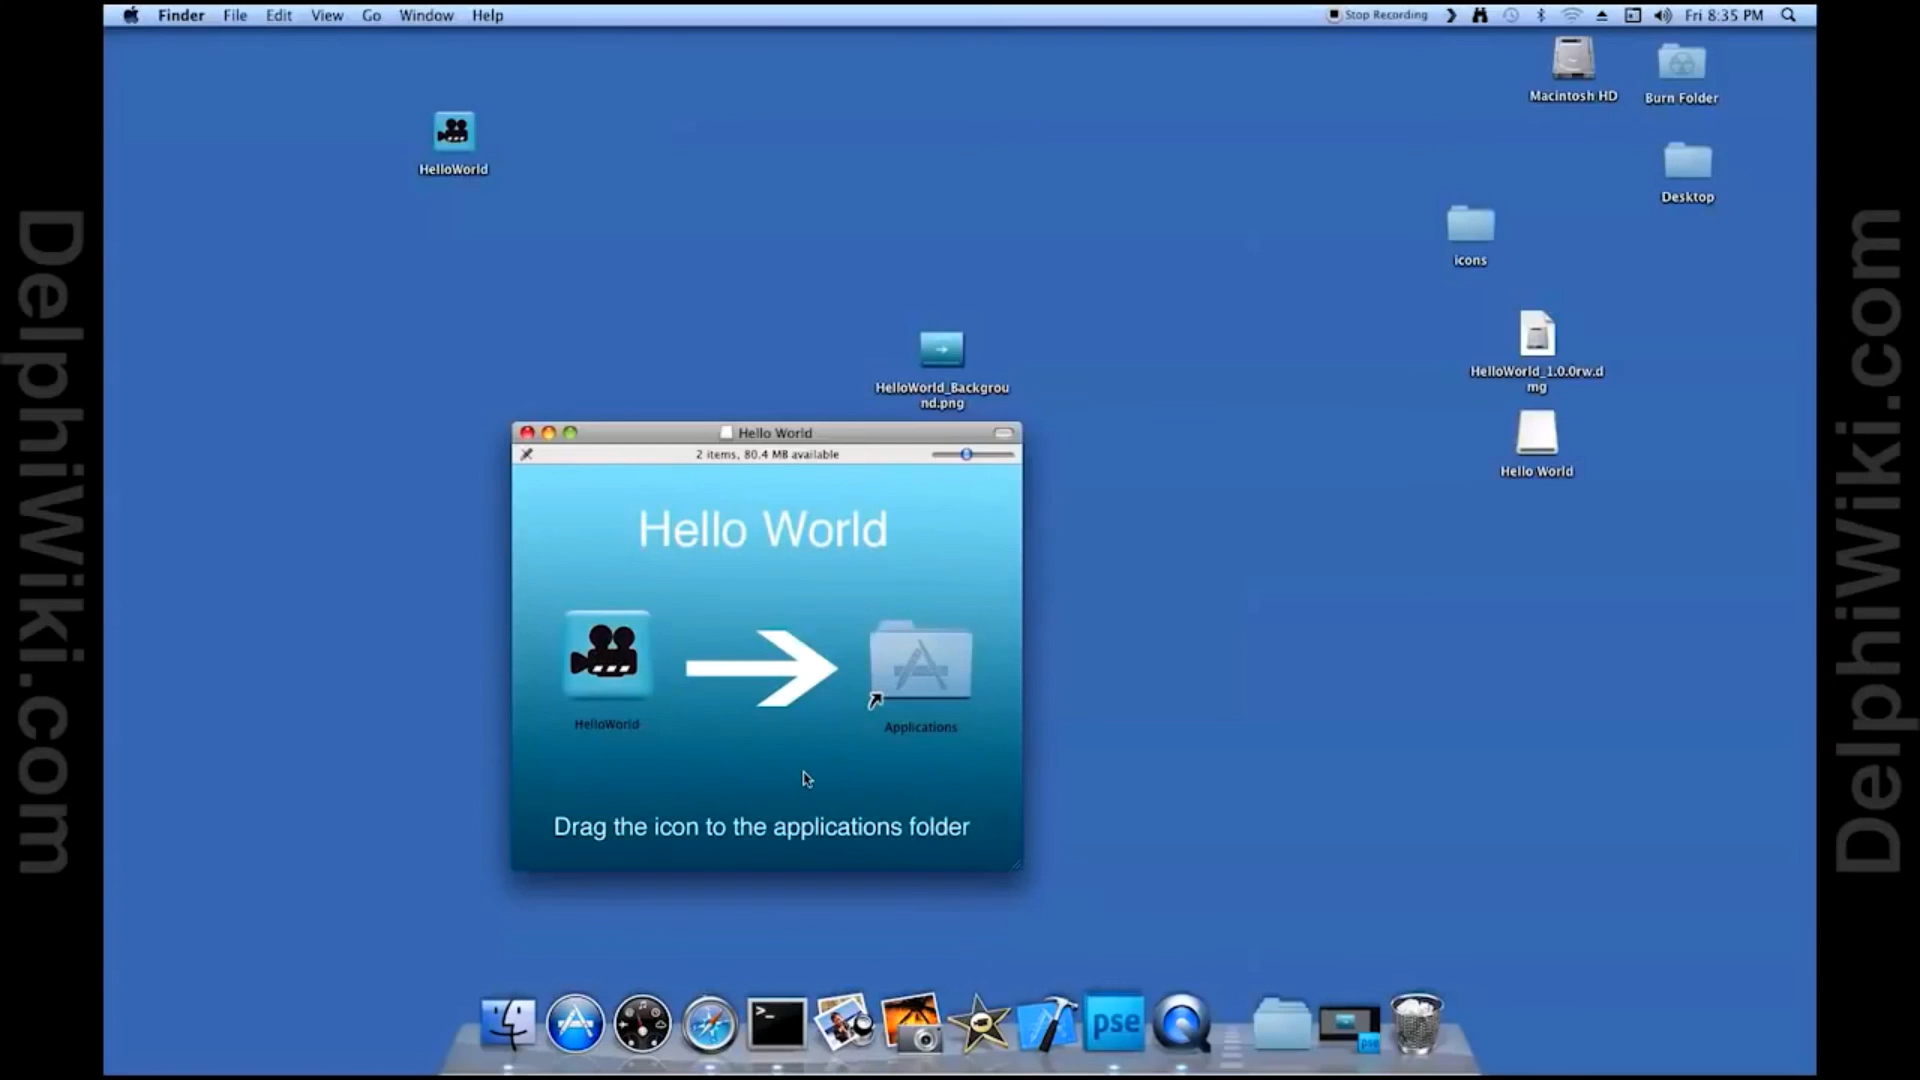 Finder File Edit View Go Window Help
Stop Recording Fri 8:35 PM
Macintosh HD
Burn Folder
HelloWorld
Desktop
icons
HelloWorld_1.0.0rw.d
mg
HelloWorld_Backgrou
nd.png
Hello World
Hello World
2 items, 80.4 MB available
Hello World
HelloWorld
Applications
Drag the icon to the applications folder
>_
pse
pse
DelphiWiki.com
DelphiWiki.com